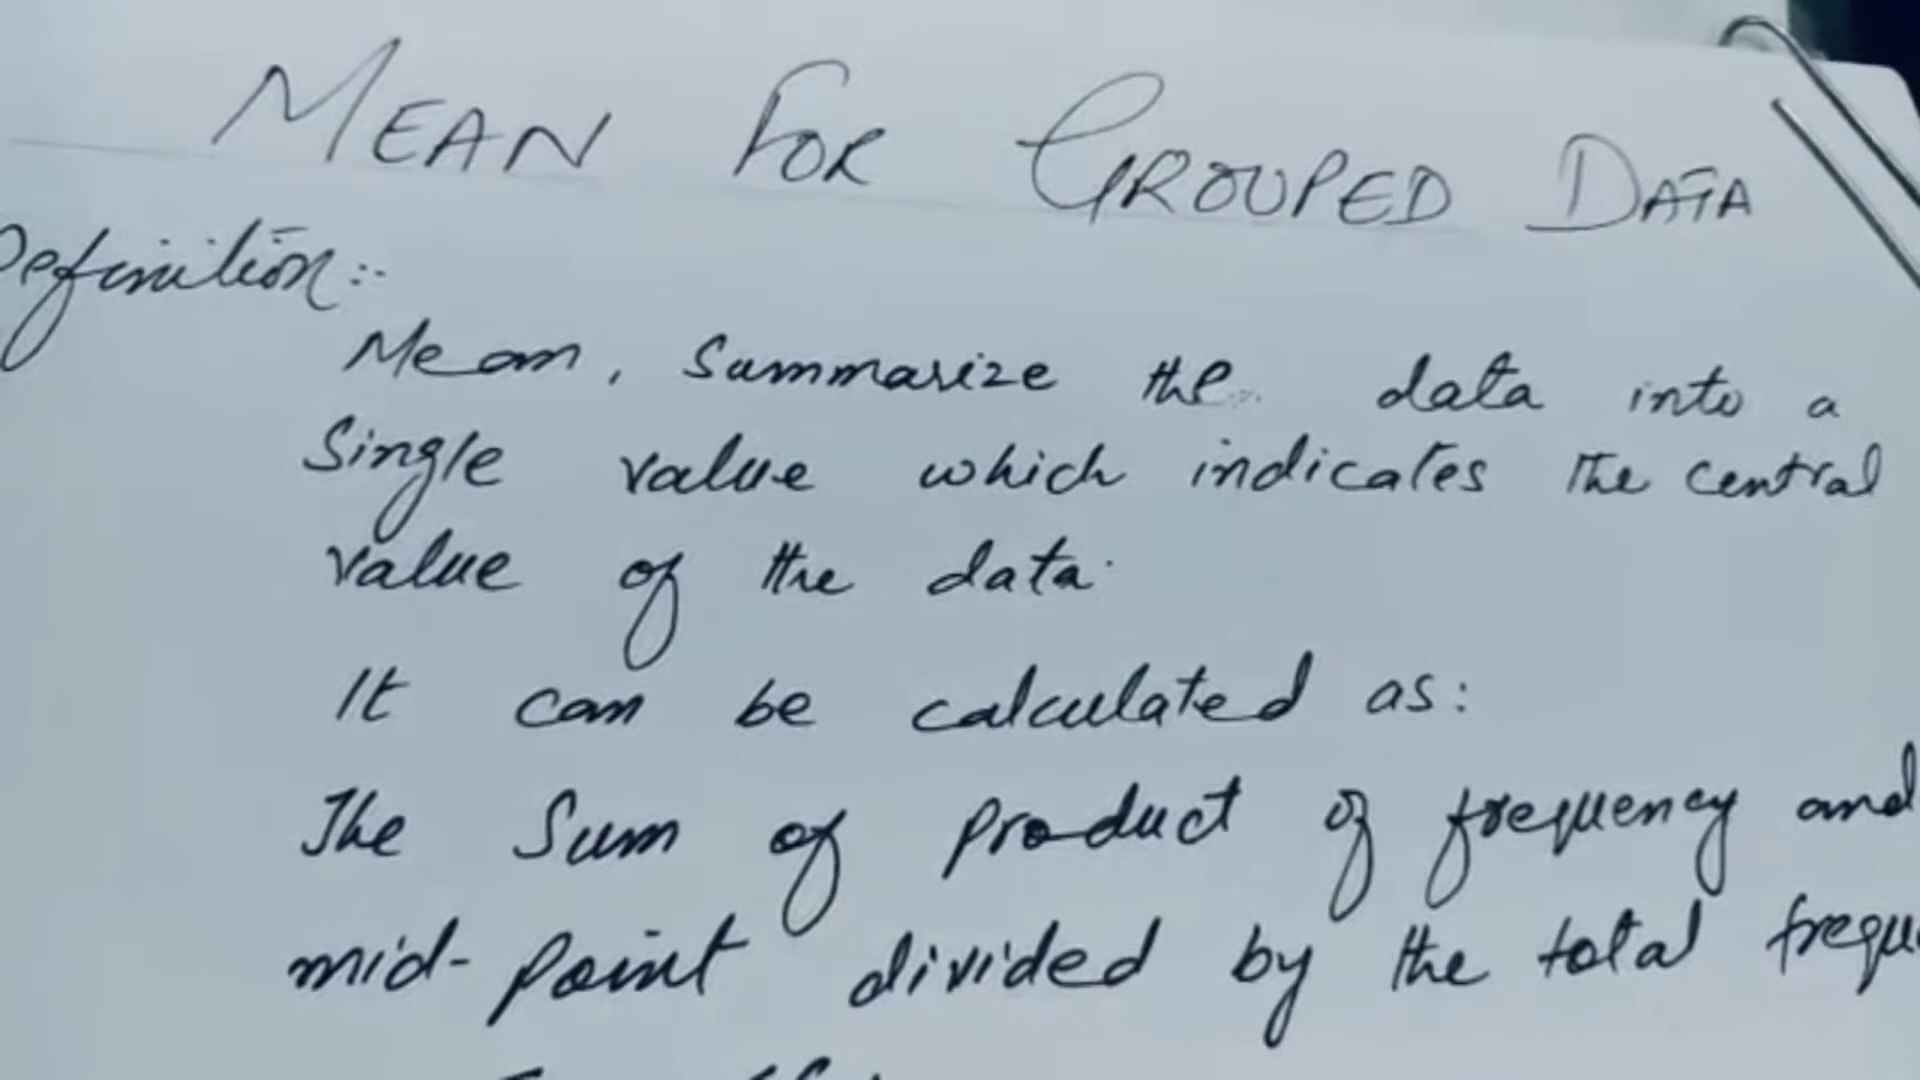 MEAN FOR GROUPED DATA
Definition:-
Mean, Summarize the data into a
Single value which indicates the central
value of the data.
It can be calculated as:
The Sum of product of frequency and
mid-point divided by the total frequ